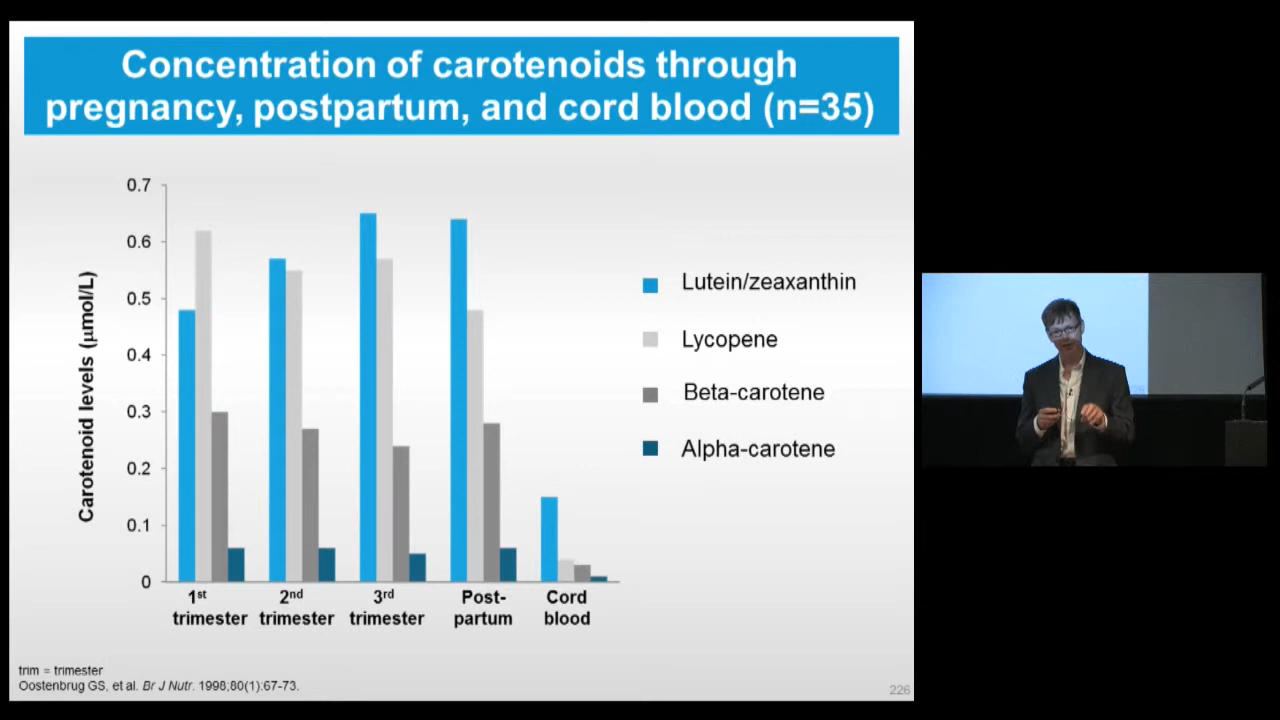 Concentration of carotenoids through
pregnancy, postpartum, and cord blood (n=35)
Carotenoid levels (µmol/L)
0.7
0.6
0.5
0.4
0.3
0.2
0.1
0
1st trimester
2nd trimester
3rd trimester
Post-
partum
Cord
blood
Lutein/zeaxanthin
Lycopene
Beta-carotene
Alpha-carotene
trim = trimester
Oostenbrug GS, et al. Br J Nutr. 1998;80(1):67-73.
226